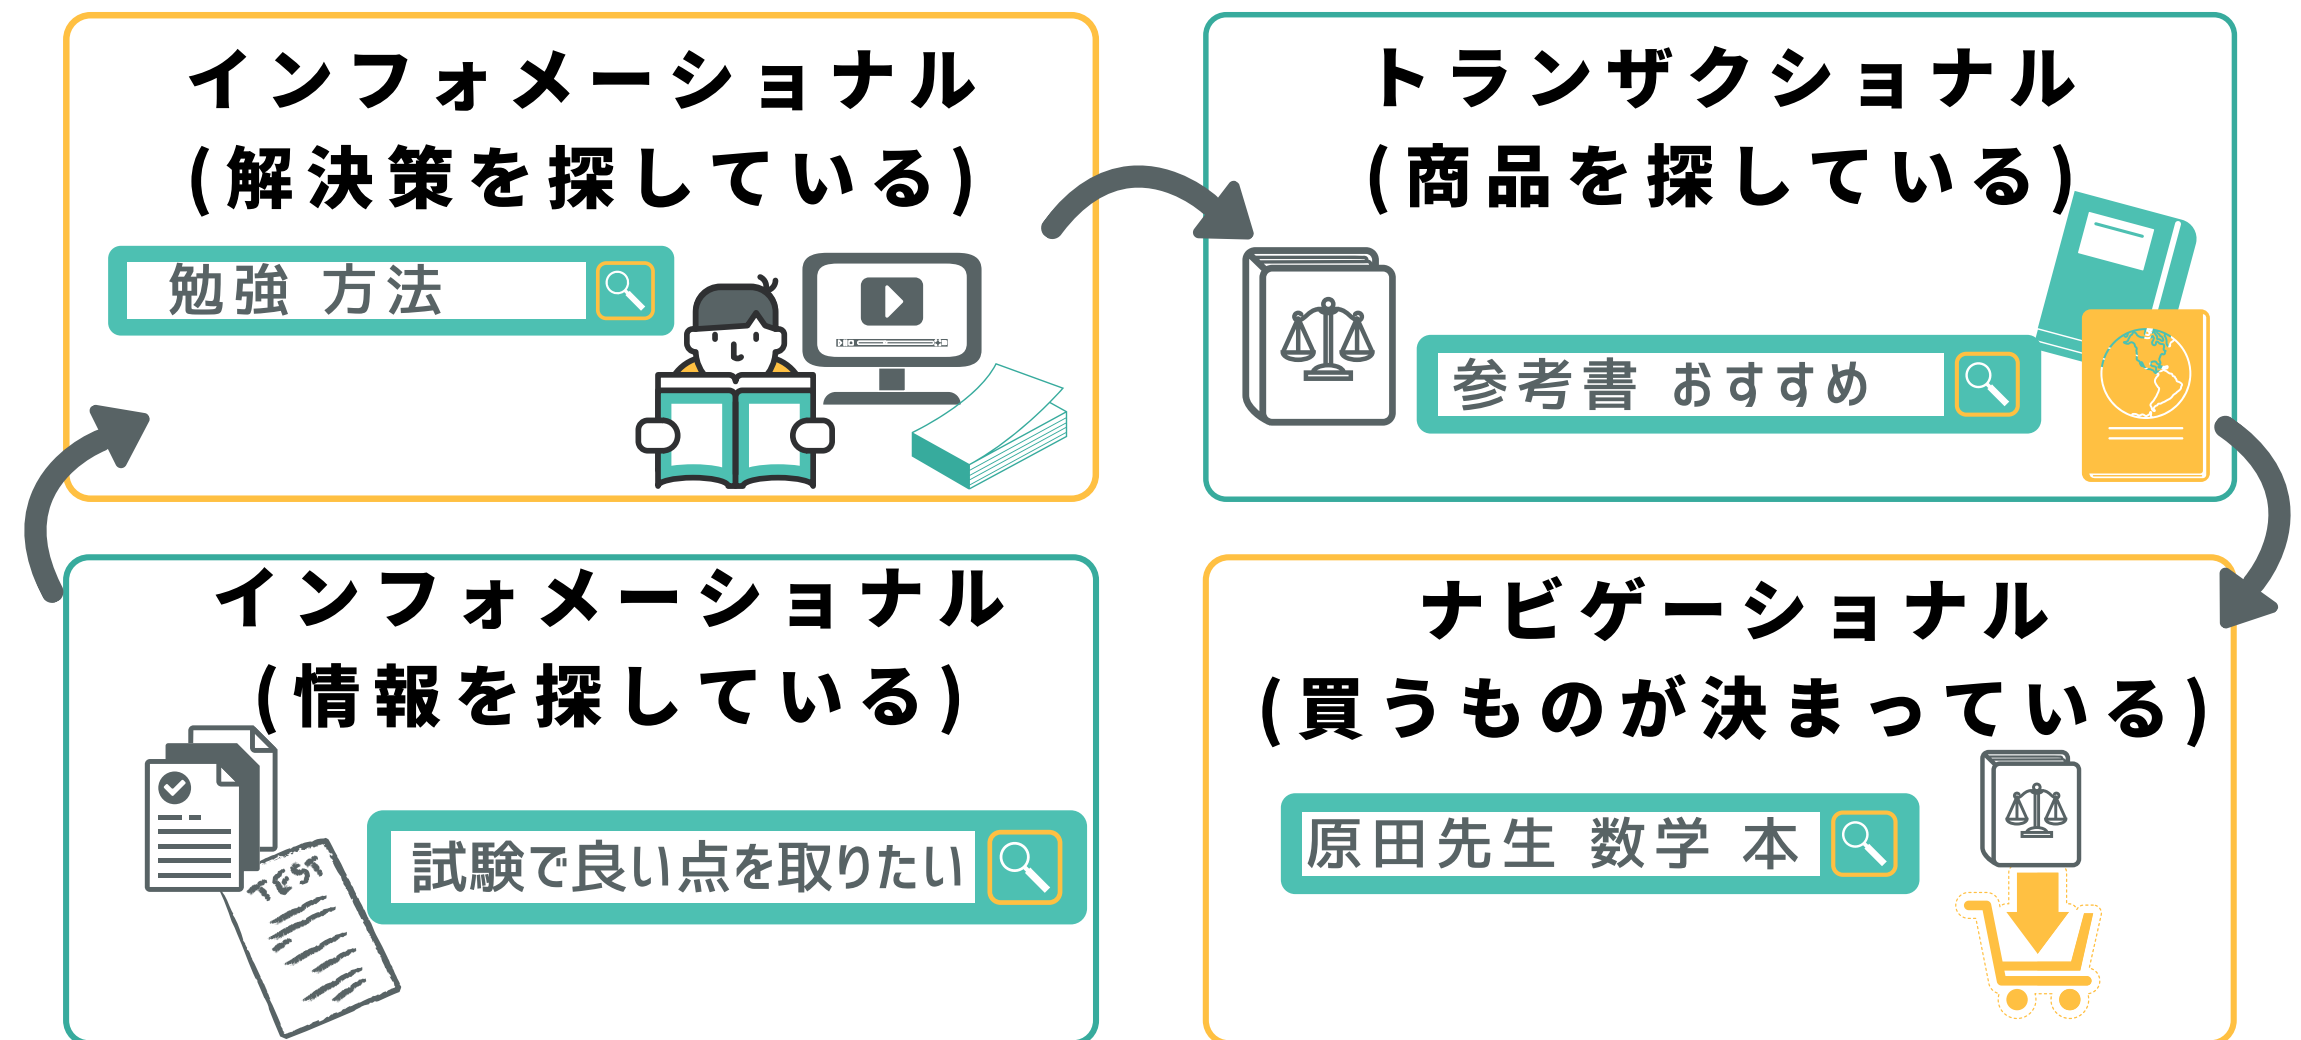 インフォメーショナル
(解決策を探している)
勉強 方法
トランザクショナル
(商品を探している)
参考書 おすすめ
インフォメーショナル
(情報を探している)
TEST
試験で良い点を取りたい
ナビゲーショナル
(買うものが決まっている)
原田先生 数学 本